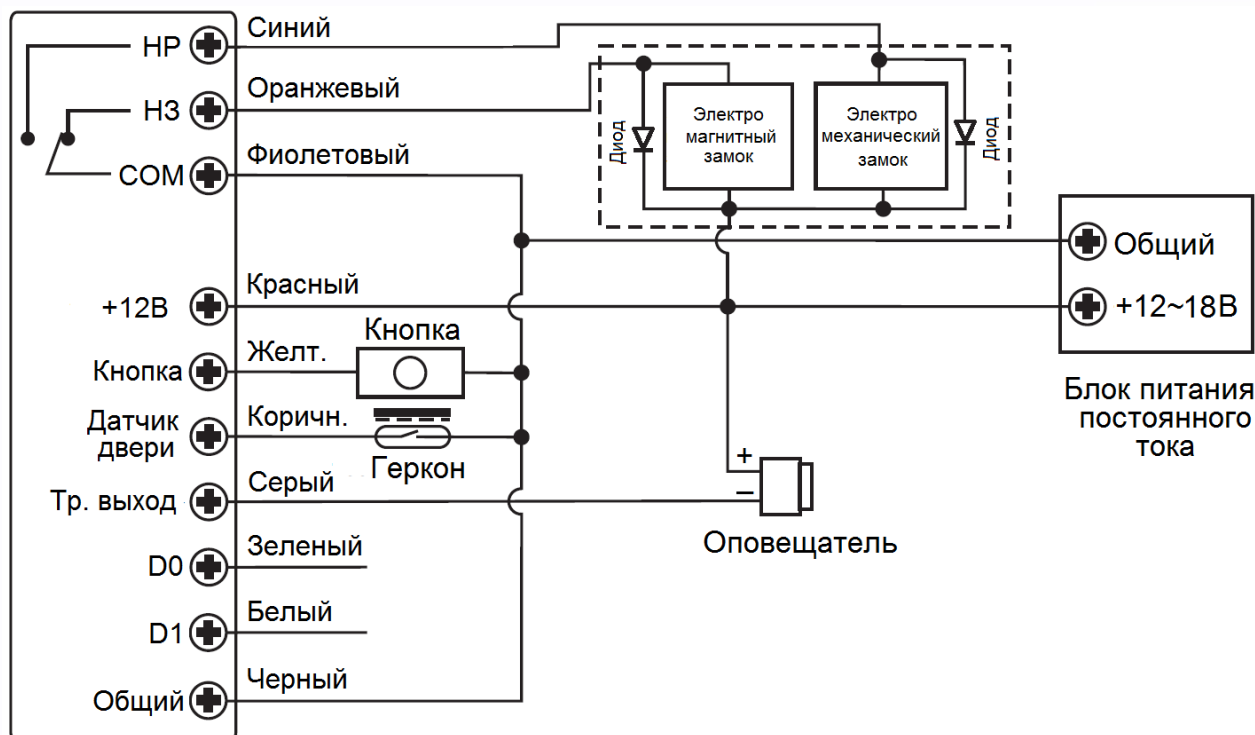 НР
Синий
НЗ
Оранжевый
COM
Фиолетовый
Диод
Электро
магнитный
замок
Электро
механический
замок
Диод
Общий
+12В
Красный
+12~18В
Кнопка
Кнопка
Желт.
Блок питания
постоянного
тока
Датчик
двери
Коричн.
Геркон
Тр. выход
Серый
+
–
Оповещатель
D0
Зеленый
D1
Белый
Общий
Черный